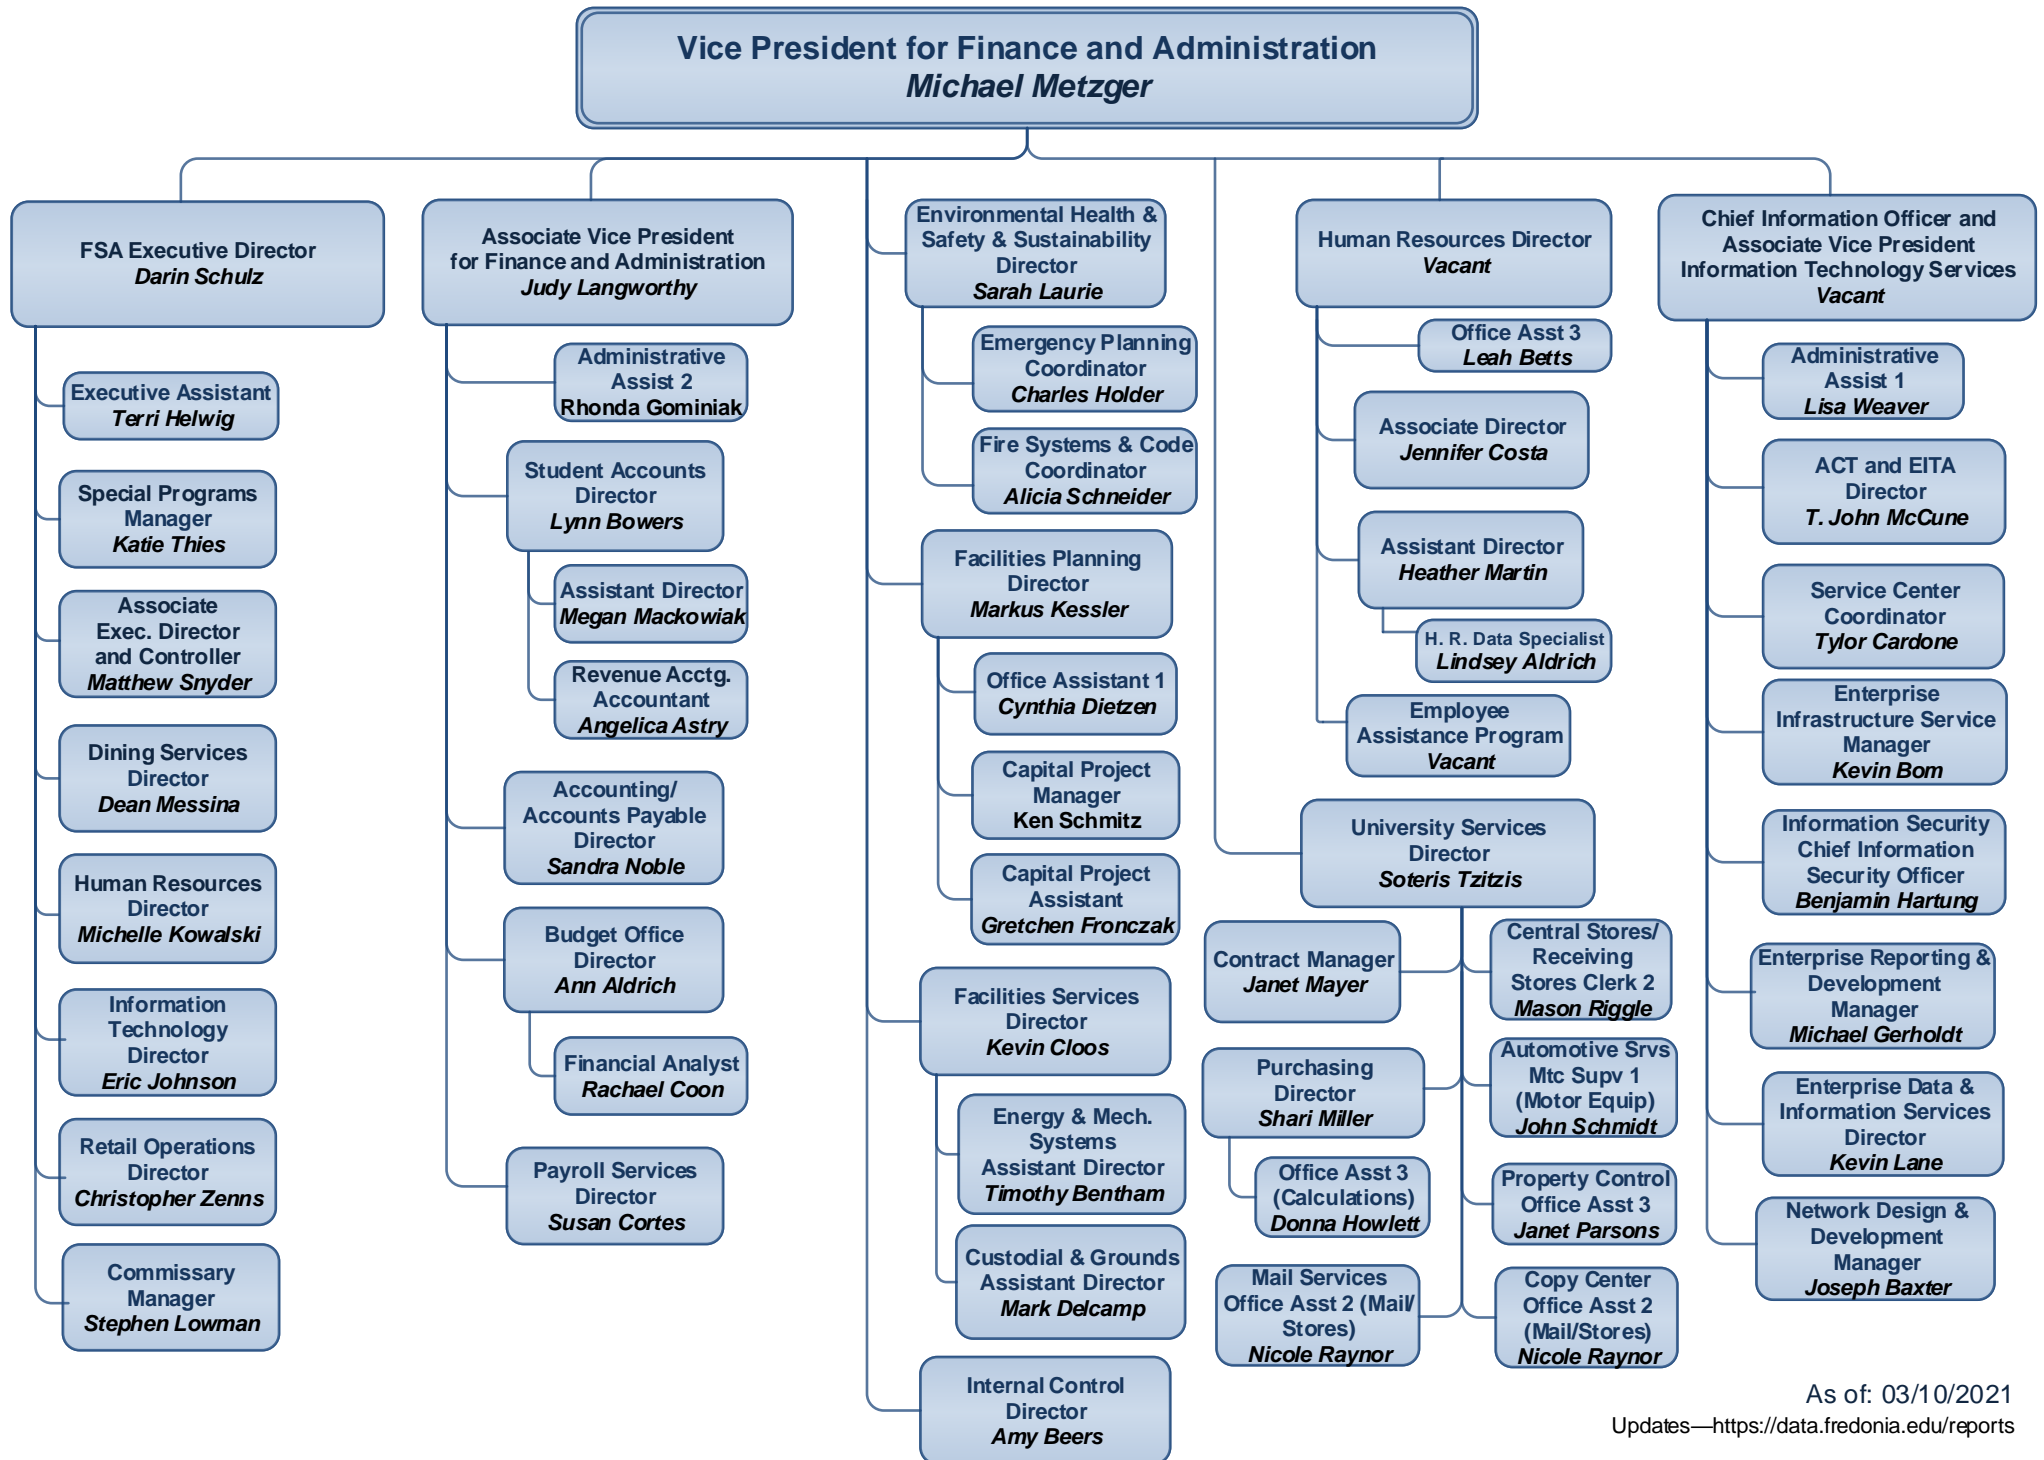 Vice President for Finance and Administration
Michael Metzger
FSA Executive Director
Darin Schulz
Executive Assistant
Terri Helwig
Special Programs
Manager
Katie Thies
Associate
Exec. Director
and Controller
Matthew Snyder
Dining Services
Director
Dean Messina
Human Resources
Director
Michelle Kowalski
Information
Technology
Director
Eric Johnson
Retail Operations
Director
Christopher Zenns
Commissary
Manager
Stephen Lowman
Associate Vice President
for Finance and Administration
Judy Langworthy
Administrative
Assist 2
Rhonda Gominiak
Student Accounts
Director
Lynn Bowers
Assistant Director
Megan Mackowiak
Revenue Acctg.
Accountant
Angelica Astry
Accounting/
Accounts Payable
Director
Sandra Noble
Budget Office
Director
Ann Aldrich
Financial Analyst
Rachael Coon
Payroll Services
Director
Susan Cortes
Environmental Health &
Safety & Sustainability
Director
Sarah Laurie
Emergency Planning
Coordinator
Charles Holder
Fire Systems & Code
Coordinator
Alicia Schneider
Facilities Planning
Director
Markus Kessler
Office Assistant 1
Cynthia Dietzen
Capital Project
Manager
Ken Schmitz
Capital Project
Assistant
Gretchen Fronczak
Facilities Services
Director
Kevin Cloos
Energy & Mech.
Systems
Assistant Director
Timothy Bentham
Custodial & Grounds
Assistant Director
Mark Delcamp
Internal Control
Director
Amy Beers
Human Resources Director
Vacant
Office Asst 3
Leah Betts
Associate Director
Jennifer Costa
Assistant Director
Heather Martin
H. R. Data Specialist
Lindsey Aldrich
Employee
Assistance Program
Vacant
University Services
Director
Soteris Tzitzis
Contract Manager
Janet Mayer
Purchasing
Director
Shari Miller
Office Asst 3
(Calculations)
Donna Howlett
Mail Services
Office Asst 2 (Mail/
Stores)
Nicole Raynor
Central Stores/
Receiving
Stores Clerk 2
Mason Riggle
Automotive Srvs
Mtc Supv 1
(Motor Equip)
John Schmidt
Property Control
Office Asst 3
Janet Parsons
Copy Center
Office Asst 2
(Mail/Stores)
Nicole Raynor
Chief Information Officer and
Associate Vice President
Information Technology Services
Vacant
Administrative
Assist 1
Lisa Weaver
ACT and EITA
Director
T. John McCune
Service Center
Coordinator
Tylor Cardone
Enterprise
Infrastructure Service
Manager
Kevin Bom
Information Security
Chief Information
Security Officer
Benjamin Hartung
Enterprise Reporting &
Development
Manager
Michael Gerholdt
Enterprise Data &
Information Services
Director
Kevin Lane
Network Design &
Development
Manager
Joseph Baxter
As of: 03/10/2021
Updates—https://data.fredonia.edu/reports